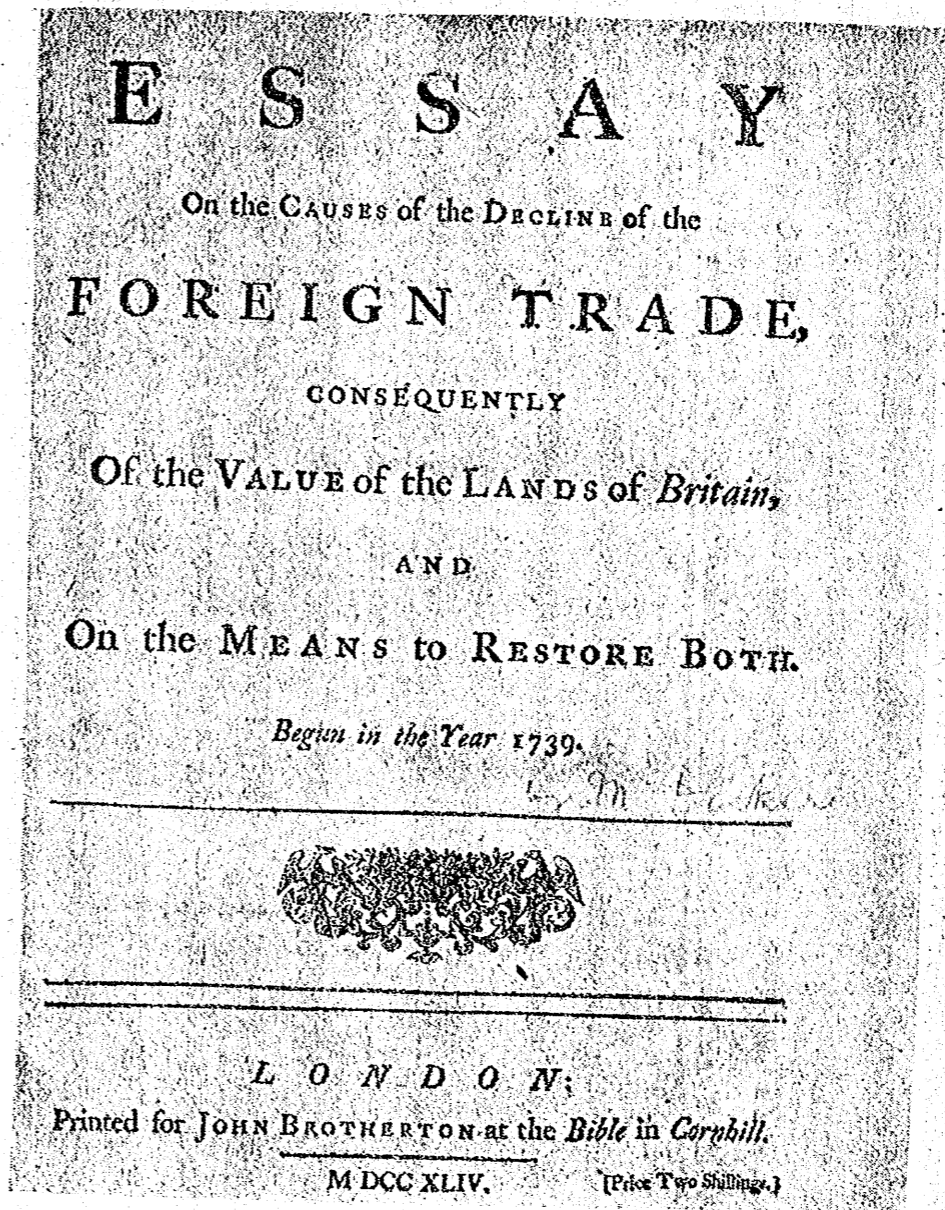 ESSAY
On the CAUSES of the DECLINE of the
FOREIGN TRADE,
CONSEQUENTLY
Of the VALUE of the LANDS of Britain,
AND
On the MEANS to RESTORE BOTH.
Begun in the Year 1739.
LONDON:
Printed for JOHN BROTHERTON at the Bible in Cornhill.
M DCC XLIV. [Price Two Shillings.]